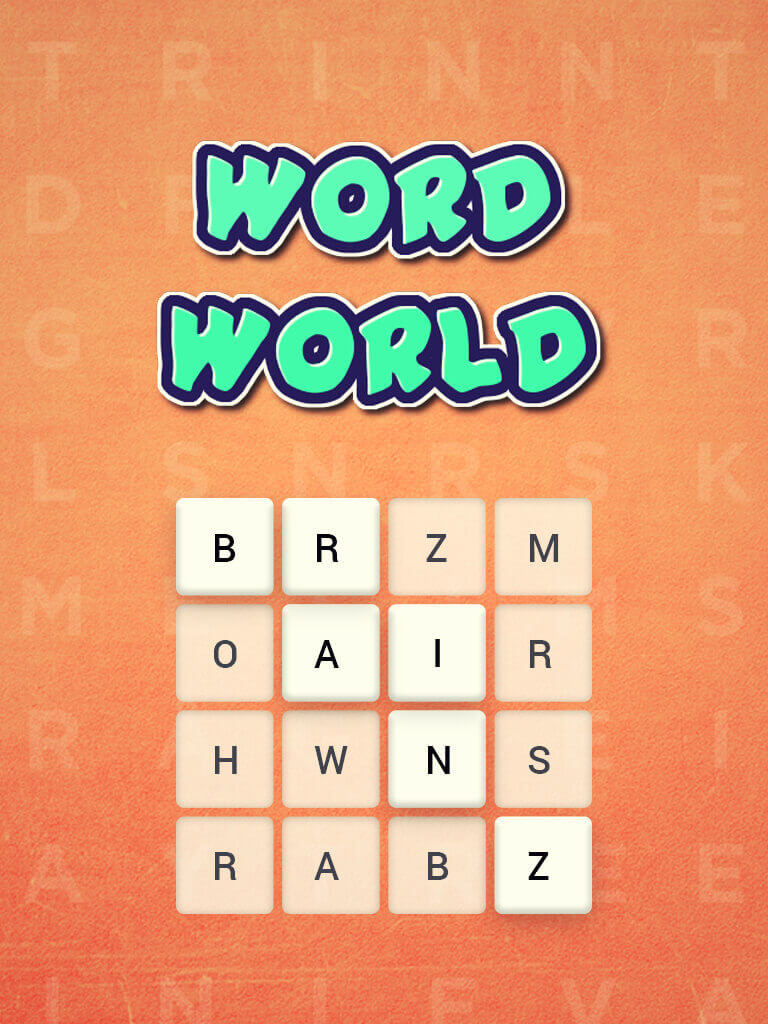 T R I N N T
D E
G R
L S N R S K
WORD
WORLD
B R Z M
O A I R
H W N S
R A B Z